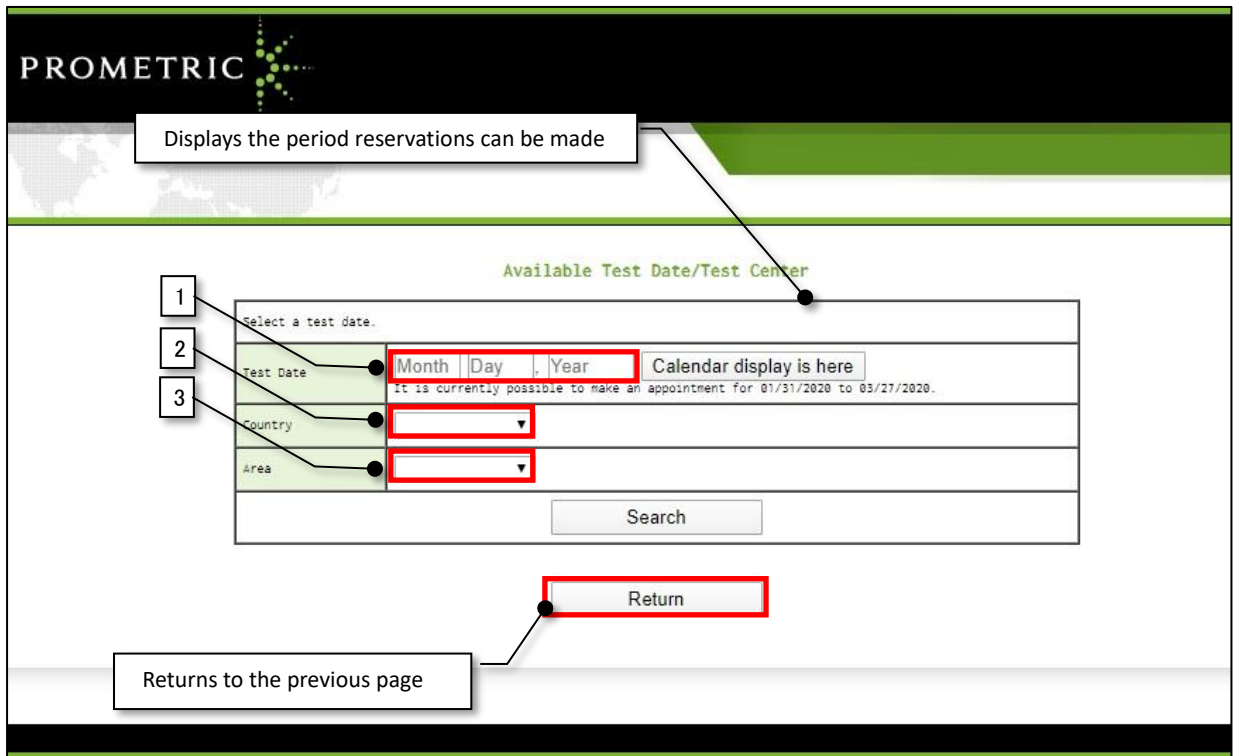 PROMETRIC
Displays the period reservations can be made
Available Test Date/Test Center
1
Select a test date.
2
Test Date
Month Day , Year Calendar display is here
It is currently possible to make an appointment for 01/31/2020 to 03/27/2020.
3
Country
Area
Search
Return
Returns to the previous page